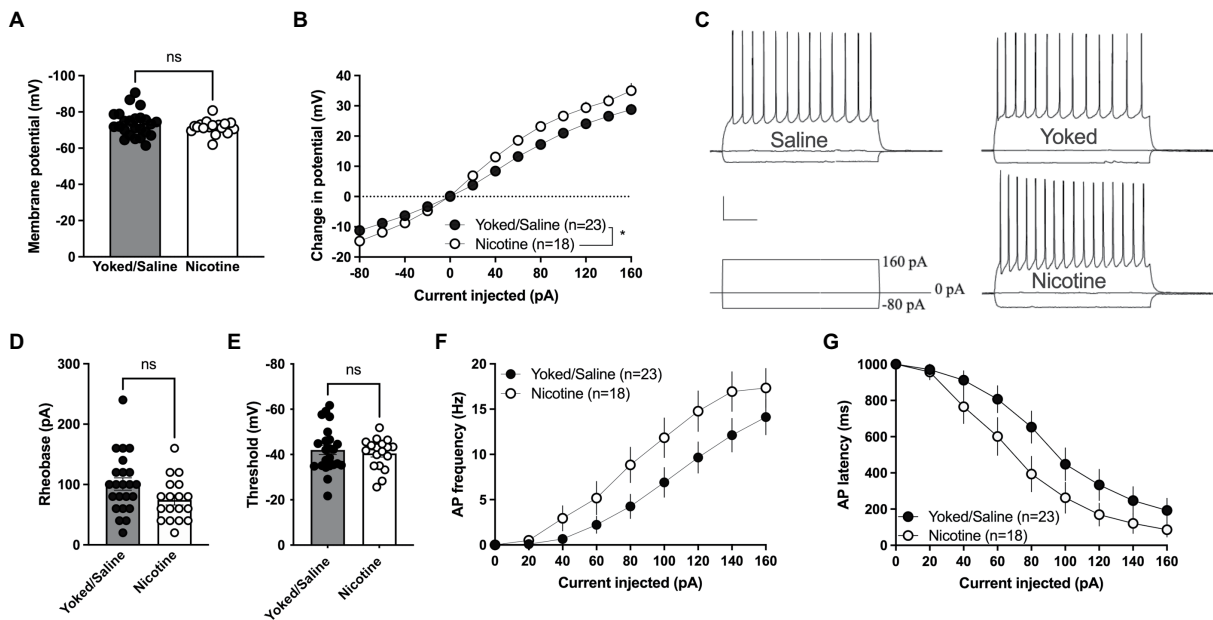 A
ns
-100
-80
-60
-40
-20
0
Membrane potential (mV)
Yoked/Saline Nicotine
B
40
30
20
10
0
-10
-20
Change in potential (mV)
Yoked/Saline (n=23)
Nicotine (n=18)
*
-80 -40 0 40 80 120 160
Current injected (pA)
C
Saline
Yoked
Nicotine
160 pA
0 pA
-80 pA
D
ns
300
200
100
0
Rheobase (pA)
Yoked/Saline
Nicotine
E
ns
-80
-60
-40
-20
0
Threshold (mV)
Yoked/Saline
Nicotine
F
20
15
10
5
0
AP frequency (Hz)
Yoked/Saline (n=23)
Nicotine (n=18)
0 20 40 60 80 100 120 140 160
Current injected (pA)
G
1000
800
600
400
200
0
AP latency (ms)
Yoked/Saline (n=23)
Nicotine (n=18)
0 20 40 60 80 100 120 140 160
Current injected (pA)